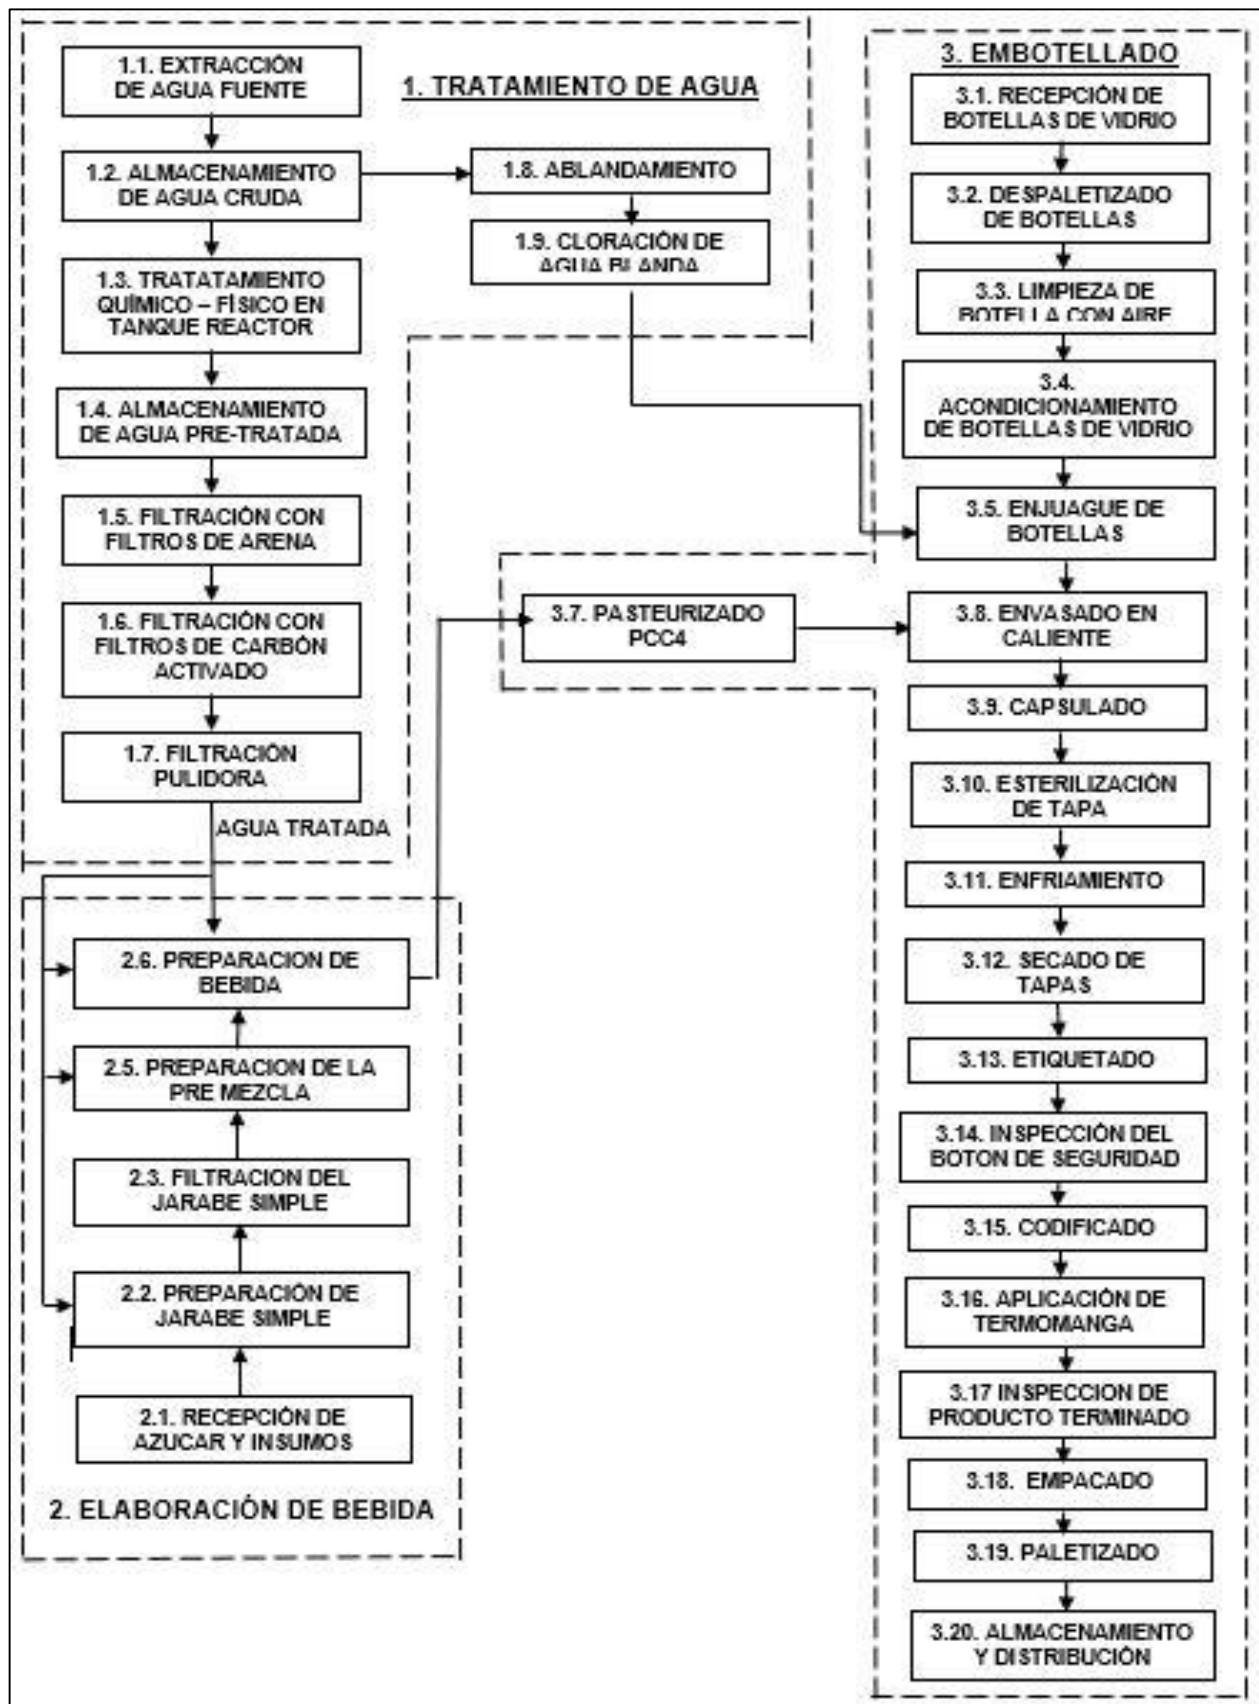 1. TRATAMIENTO DE AGUA
1.1. EXTRACCIÓN
DE AGUA FUENTE
1.2. ALMACENAMIENTO
DE AGUA CRUDA
1.3. TRATATAMIENTO
QUÍMICO – FÍSICO EN
TANQUE REACTOR
1.4. ALMACENAMIENTO
DE AGUA PRE-TRATADA
1.5. FILTRACIÓN CON
FILTROS DE ARENA
1.6. FILTRACIÓN CON
FILTROS DE CARBÓN
ACTIVADO
1.7. FILTRACIÓN
PULIDORA
AGUA TRATADA
1.8. ABLANDAMIENTO
1.9. CLORACIÓN DE
AGUA BLANDA
2.6. PREPARACION DE
BEBIDA
2.5. PREPARACION DE LA
PRE MEZCLA
2.3. FILTRACION DEL
JARABE SIMPLE
2.2. PREPARACIÓN DE
JARABE SIMPLE
2.1. RECEPCIÓN DE
AZUCAR Y INSUMOS
2. ELABORACIÓN DE BEBIDA
3. EMBOTELLADO
3.1. RECEPCIÓN DE
BOTELLAS DE VIDRIO
3.2. DESPALETIZADO
DE BOTELLAS
3.3. LIMPIEZA DE
BOTELLA CON AIRE
3.4.
ACONDICIONAMIENTO
DE BOTELLAS DE VIDRIO
3.5. ENJUAGUE DE
BOTELLAS
3.7. PASTEURIZADO
PCC4
3.8. ENVASADO EN
CALIENTE
3.9. CAPSULADO
3.10. ESTERILIZACIÓN
DE TAPA
3.11. ENFRIAMIENTO
3.12. SECADO DE
TAPAS
3.13. ETIQUETADO
3.14. INSPECCIÓN DEL
BOTON DE SEGURIDAD
3.15. CODIFICADO
3.16. APLICACIÓN DE
TERMOMANGA
3.17 INSPECCION DE
PRODUCTO TERMINADO
3.18. EMPACADO
3.19. PALETIZADO
3.20. ALMACENAMIENTO
Y DISTRIBUCIÓN